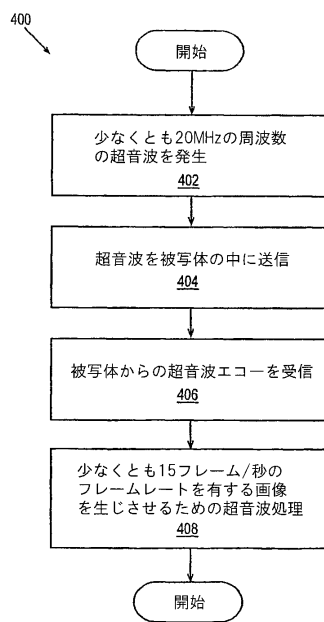 400
開始
少なくとも20MHzの周波数
の超音波を発生
402
超音波を被写体の中に送信
404
被写体からの超音波エコーを受信
406
少なくとも15フレーム/秒の
フレームレートを有する画像
を生じさせるための超音波処理
408
開始